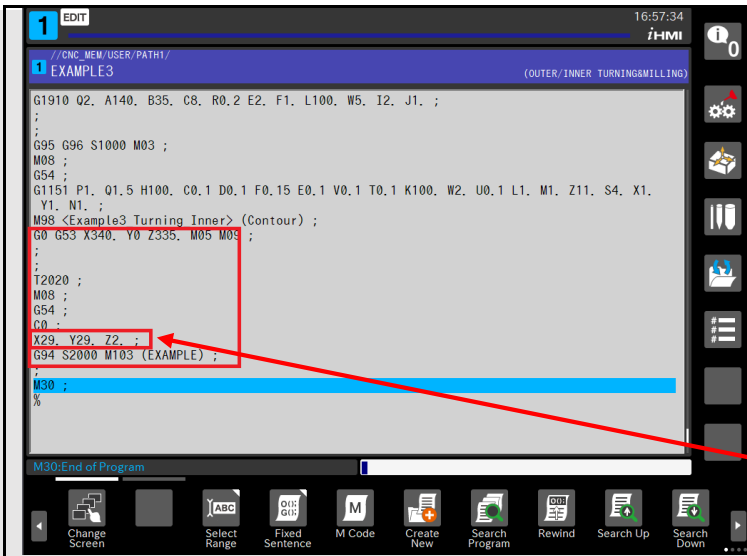 1 EDIT 16:57:34
iHMI
//CNC_MEM/USER/PATH1/
1 EXAMPLE3 (OUTER/INNER TURNING&MILLING)
G1910 Q2. A140. B35. C8. R0.2 E2. F1. L100. W5. I2. J1. ;
;
;
G95 G96 S1000 M03 ;
M08 ;
G54 ;
G1151 P1. Q1.5 H100. C0.1 D0.1 F0.15 E0.1 V0.1 T0.1 K100. W2. U0.1 L1. M1. Z11. S4. X1.
Y1. N1. ;
M98 <Example3 Turning Inner> (Contour) ;
G0 G53 X340. Y0 Z335. M05 M09 ;
;
;
T2020 ;
M08 ;
G54 ;
C0 ;
X29. Y29. Z2. ;
G94 S2000 M103 (EXAMPLE) ;
;
M30 ;
%
M30:End of Program
Change
Screen
ABC
Select
Range
Fixed
Sentence
M
M Code
Create
New
Search
Program
Rewind
Search Up
Search
Down
i 0